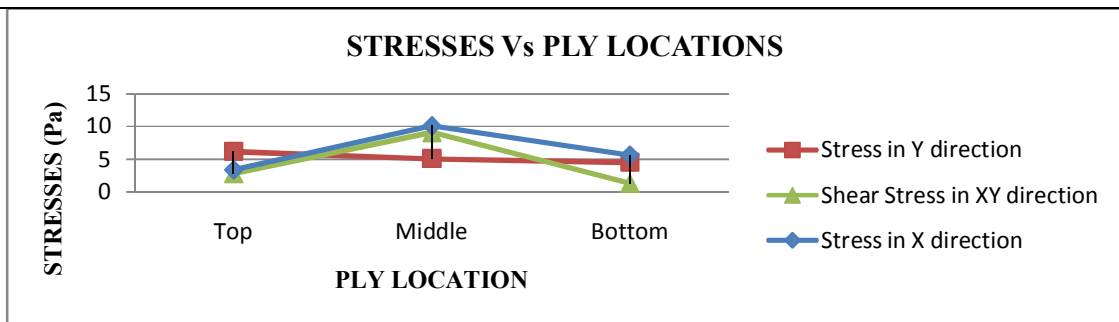 STRESSES Vs PLY LOCATIONS
STRESSES (Pa)
15
10
5
0
Top Middle Bottom
PLY LOCATION
Stress in Y direction
Shear Stress in XY direction
Stress in X direction